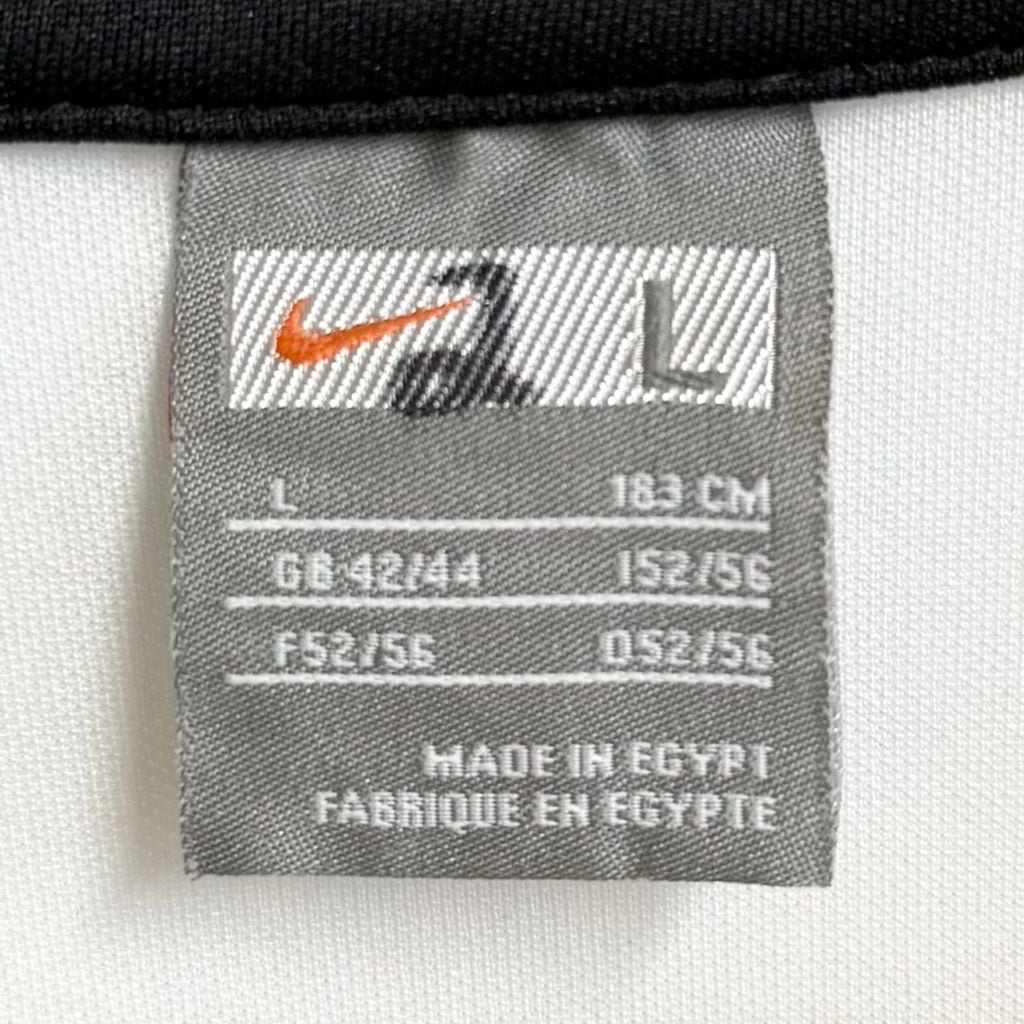 L
L 183 CM
GB 42/44 I52/56
F52/56 D52/56
MADE IN EGYPT
FABRIQUE EN EGYPTE